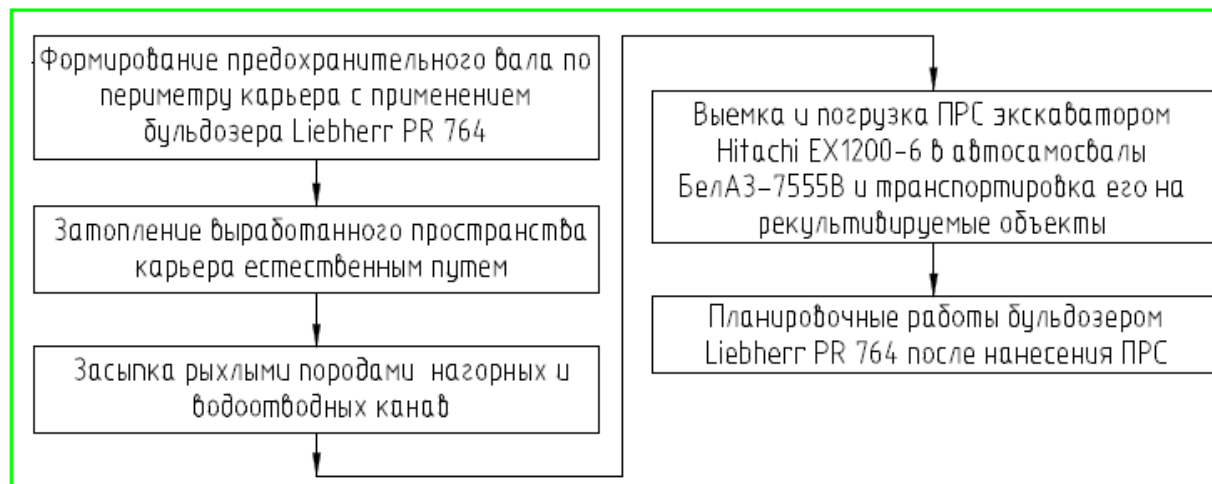 Формирование предохранительного вала по
периметру карьера с применением
бульдозера Liebherr PR 764
Затопление выработанного пространства
карьера естественным путем
Засыпка рыхлыми породами нагорных и
водоотводных канав
Выемка и погрузка ПРС экскаватором
Hitachi EX1200-6 в автосамосвалы
БелАЗ-7555В и транспортировка его на
рекультивируемые объекты
Планировочные работы бульдозером
Liebherr PR 764 после нанесения ПРС